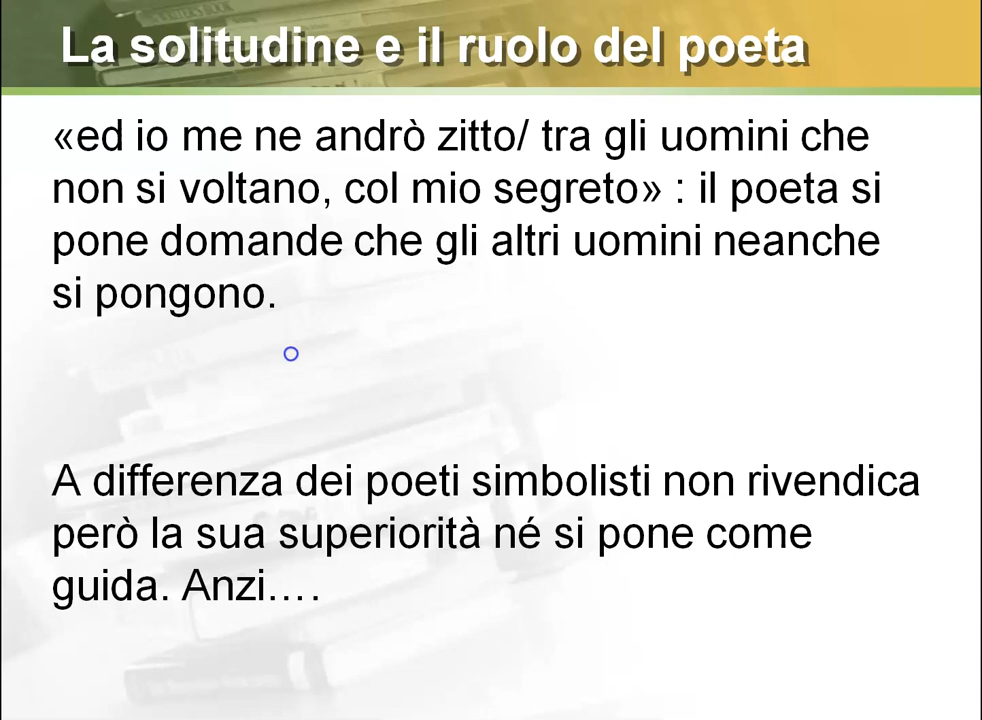 La solitudine e il ruolo del poeta
«ed io me ne andrò zitto/ tra gli uomini che
non si voltano, col mio segreto» : il poeta si
pone domande che gli altri uomini neanche
si pongono.
A differenza dei poeti simbolisti non rivendica
però la sua superiorità né si pone come
guida. Anzi….